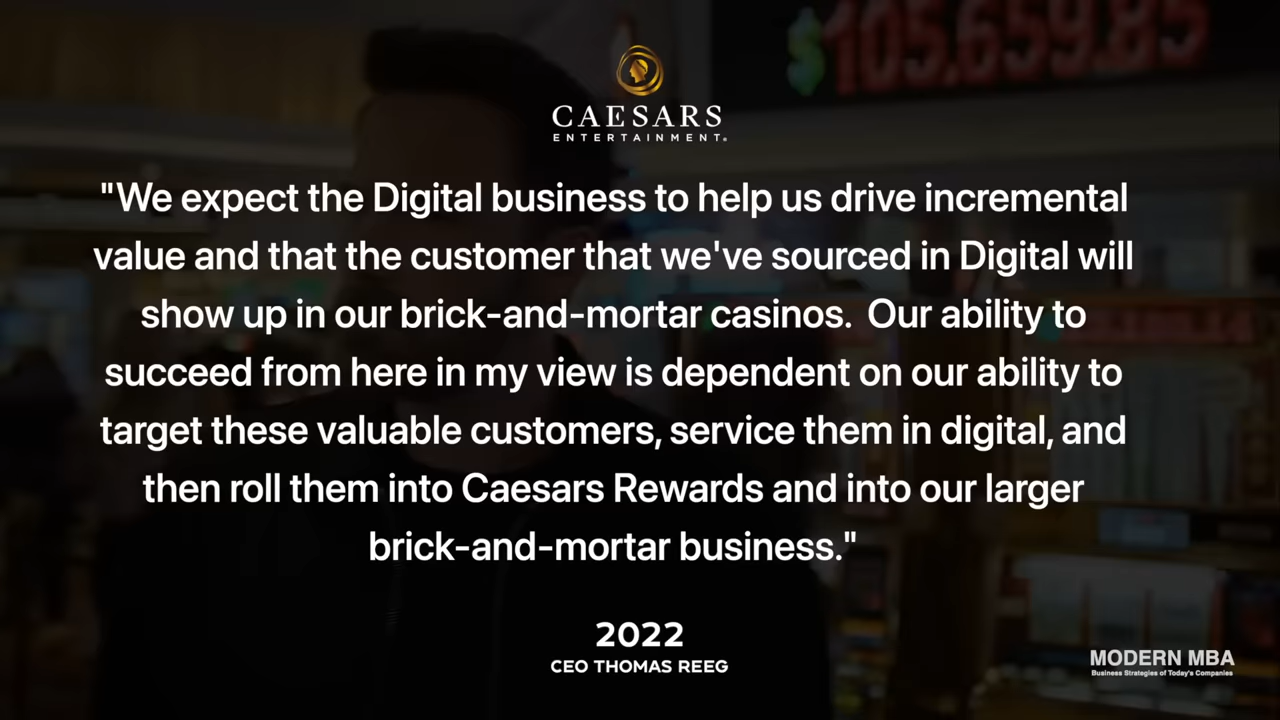 $105,659.85
CAESARS
ENTERTAINMENT
"We expect the Digital business to help us drive incremental
value and that the customer that we've sourced in Digital will
show up in our brick-and-mortar casinos.  Our ability to
succeed from here in my view is dependent on our ability to
target these valuable customers, service them in digital, and
then roll them into Caesars Rewards and into our larger
brick-and-mortar business."
2022
CEO THOMAS REEG
MODERN MBA
Business Strategies of Today's Companies